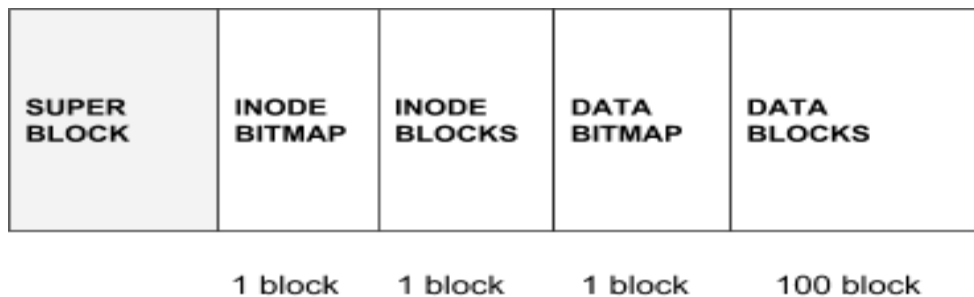 SUPER
BLOCK
INODE
BITMAP
INODE
BLOCKS
DATA
BITMAP
DATA
BLOCKS
1 block
1 block
1 block
100 block